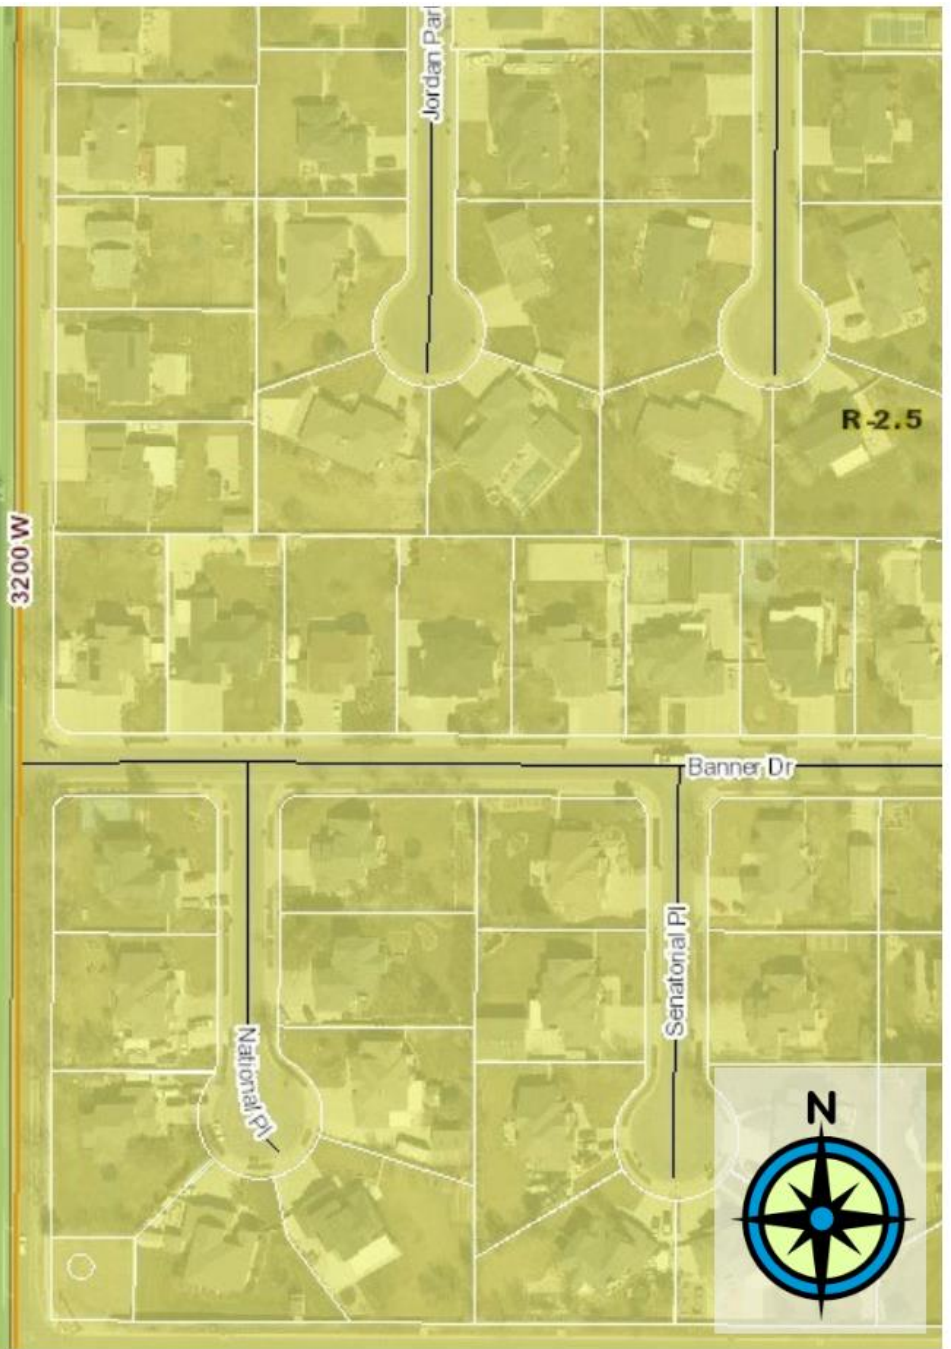 Jordan Par
R-2.5
3200 W
Banner Dr
Senatorial Pl
National Pl
N